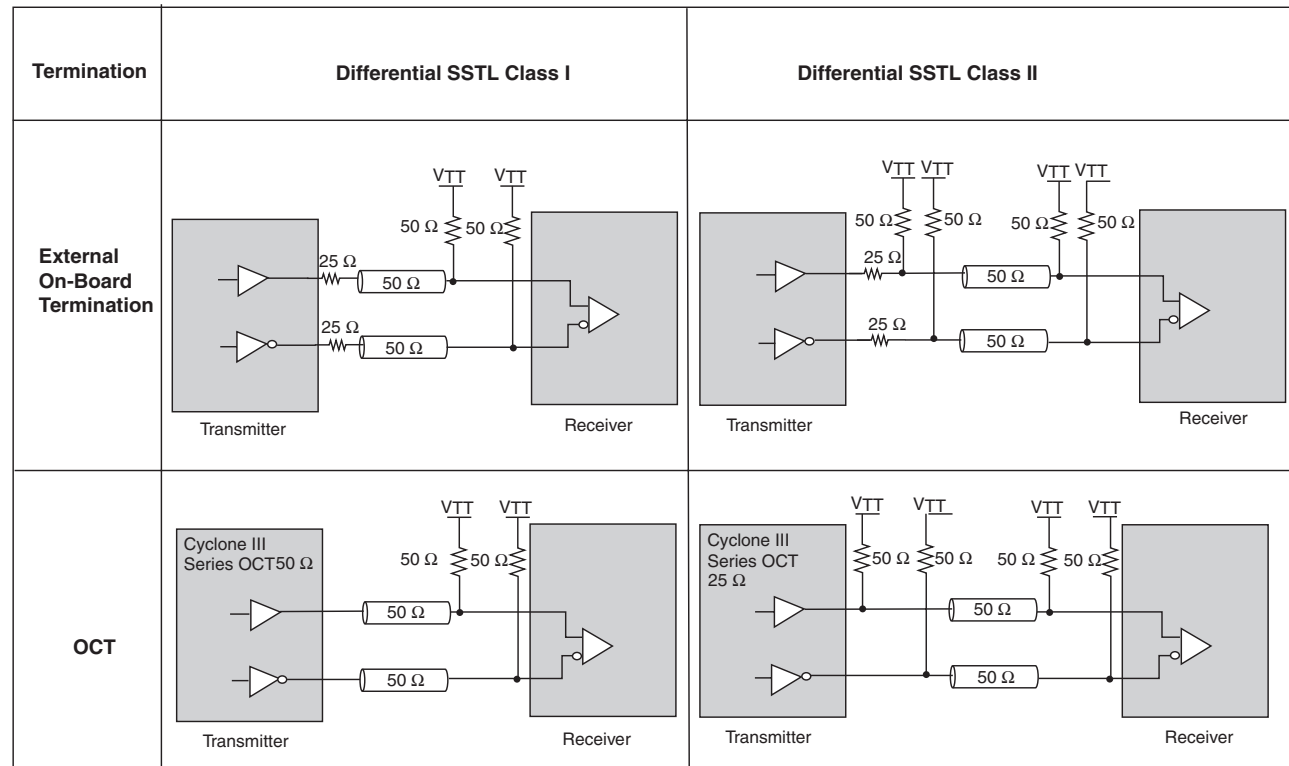 Termination
Differential SSTL Class I
Differential SSTL Class II
External
On-Board
Termination
VTT VTT
50 Ω 50 Ω
25 Ω
50 Ω
25 Ω
50 Ω
Transmitter
Receiver
VTT VTT VTT VTT
50 Ω 50 Ω 50 Ω 50 Ω
25 Ω
50 Ω
25 Ω
50 Ω
Transmitter
Receiver
OCT
VTT VTT
Cyclone III
Series OCT50 Ω
50 Ω 50 Ω
50 Ω
50 Ω
Transmitter
Receiver
VTT VTT VTT VTT
Cyclone III
Series OCT
25 Ω
50 Ω 50 Ω 50 Ω 50 Ω
50 Ω
50 Ω
Transmitter
Receiver